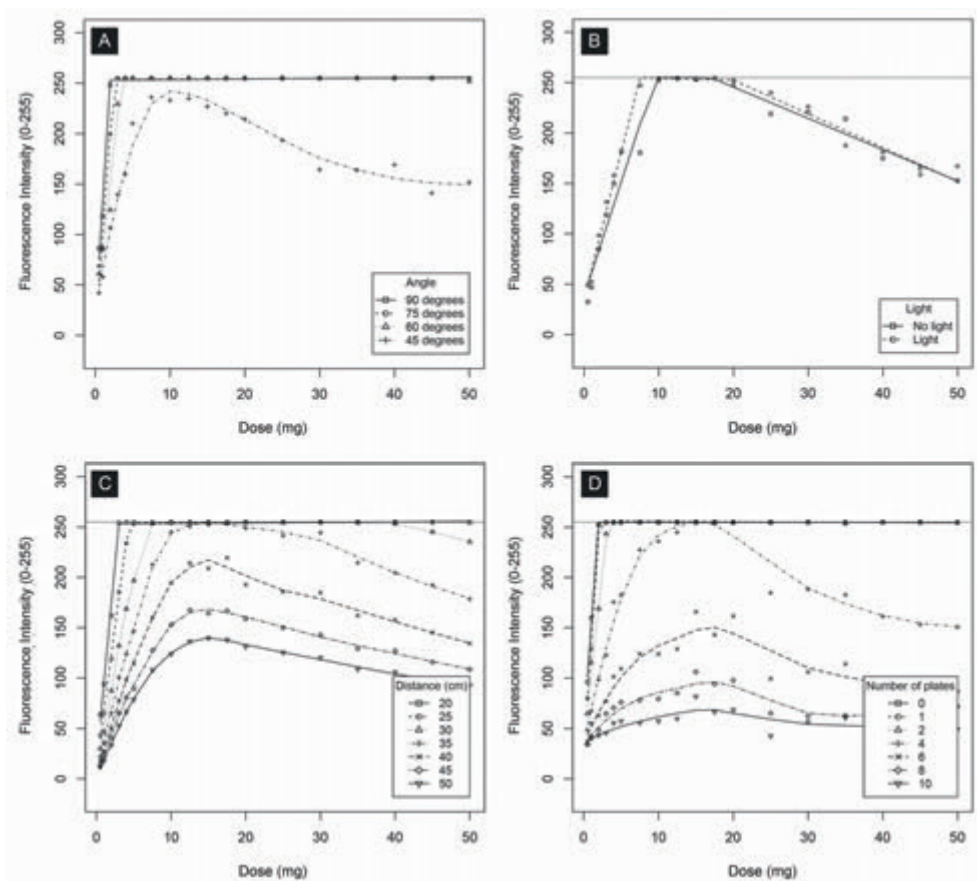 A
Fluorescence Intensity (0-255)
300
250
200
150
100
50
0
0 10 20 30 40 50
Dose (mg)
Angle
90 degrees
75 degrees
60 degrees
45 degrees
B
Fluorescence Intensity (0-255)
300
250
200
150
100
50
0
0 10 20 30 40 50
Dose (mg)
Light
No light
Light
C
Fluorescence Intensity (0-255)
300
250
200
150
100
50
0
0 10 20 30 40 50
Dose (mg)
Distance (cm)
20
25
30
35
40
45
50
D
Fluorescence Intensity (0-255)
300
250
200
150
100
50
0
0 10 20 30 40 50
Dose (mg)
Number of plates
0
1
2
4
6
8
10